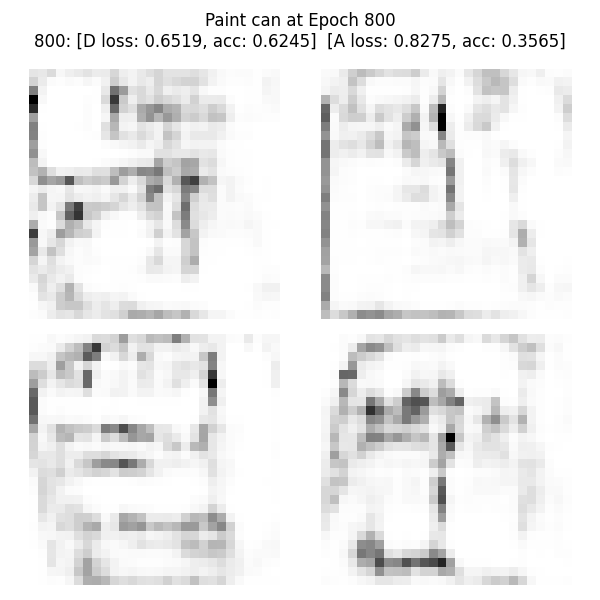 Paint can at Epoch 800
800: [D loss: 0.6519, acc: 0.6245]  [A loss: 0.8275, acc: 0.3565]